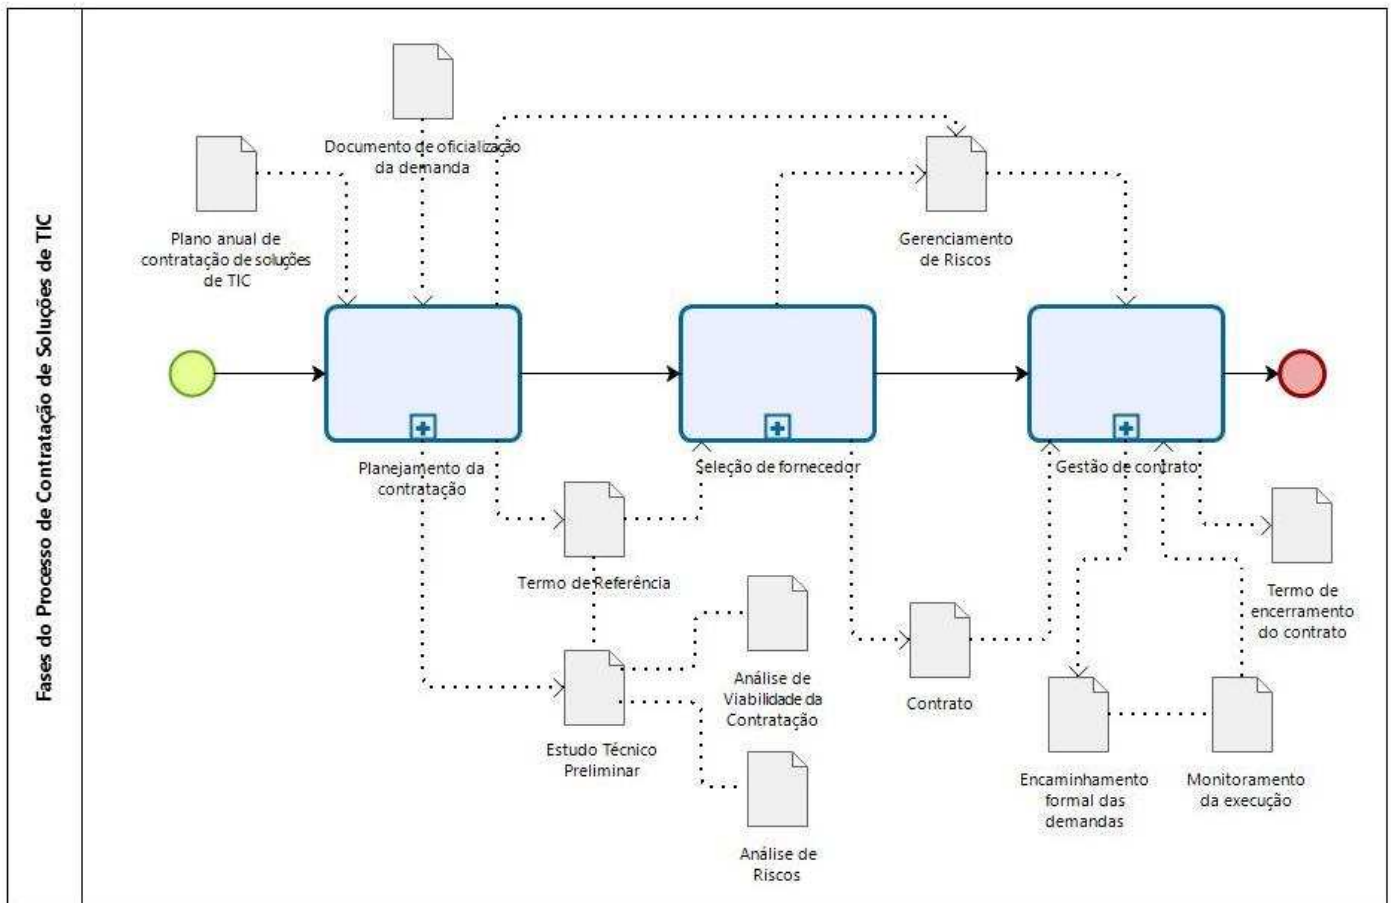 Fases do Processo de Contratação de Soluções de TIC
Documento de oficialização
da demanda
Plano anual de
contratação de soluções
de TIC
Gerenciamento
de Riscos
Planejamento da
contratação
Seleção de fornecedor
Gestão de contrato
Termo de Referência
Termo de
encerramento
do contrato
Análise de
Viabilidade da
Contratação
Contrato
Estudo Técnico
Preliminar
Encaminhamento
formal das
demandas
Monitoramento
da execução
Análise de
Riscos